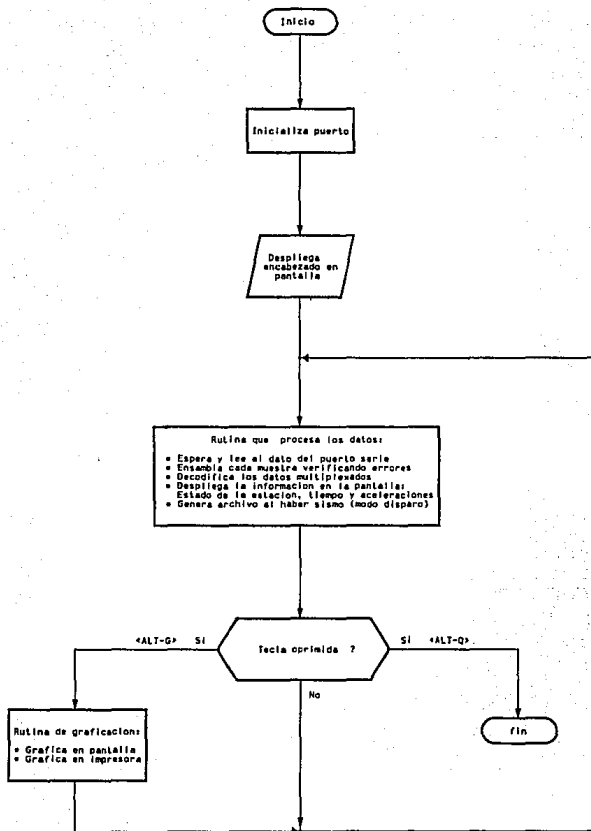 Inicio
Inicializa puerto
Despliega
encabezado en
pantalla
Rutina que procesa los datos:
* Espera y lee el dato del puerto serie
* Ensambla cada muestra verificando errores
* Decodifica los datos multiplexados
* Despliega la informacion en la pantalla:
Estado de la estacion, tiempo y aceleraciones
* Genera archivo al haber sismo (modo disparo)
<ALT-G> Si
Tecla oprimida ?
Si <ALT-Q>
No
Rutina de graficacion:
* Grafica en pantalla
* Grafica en impresora
fin